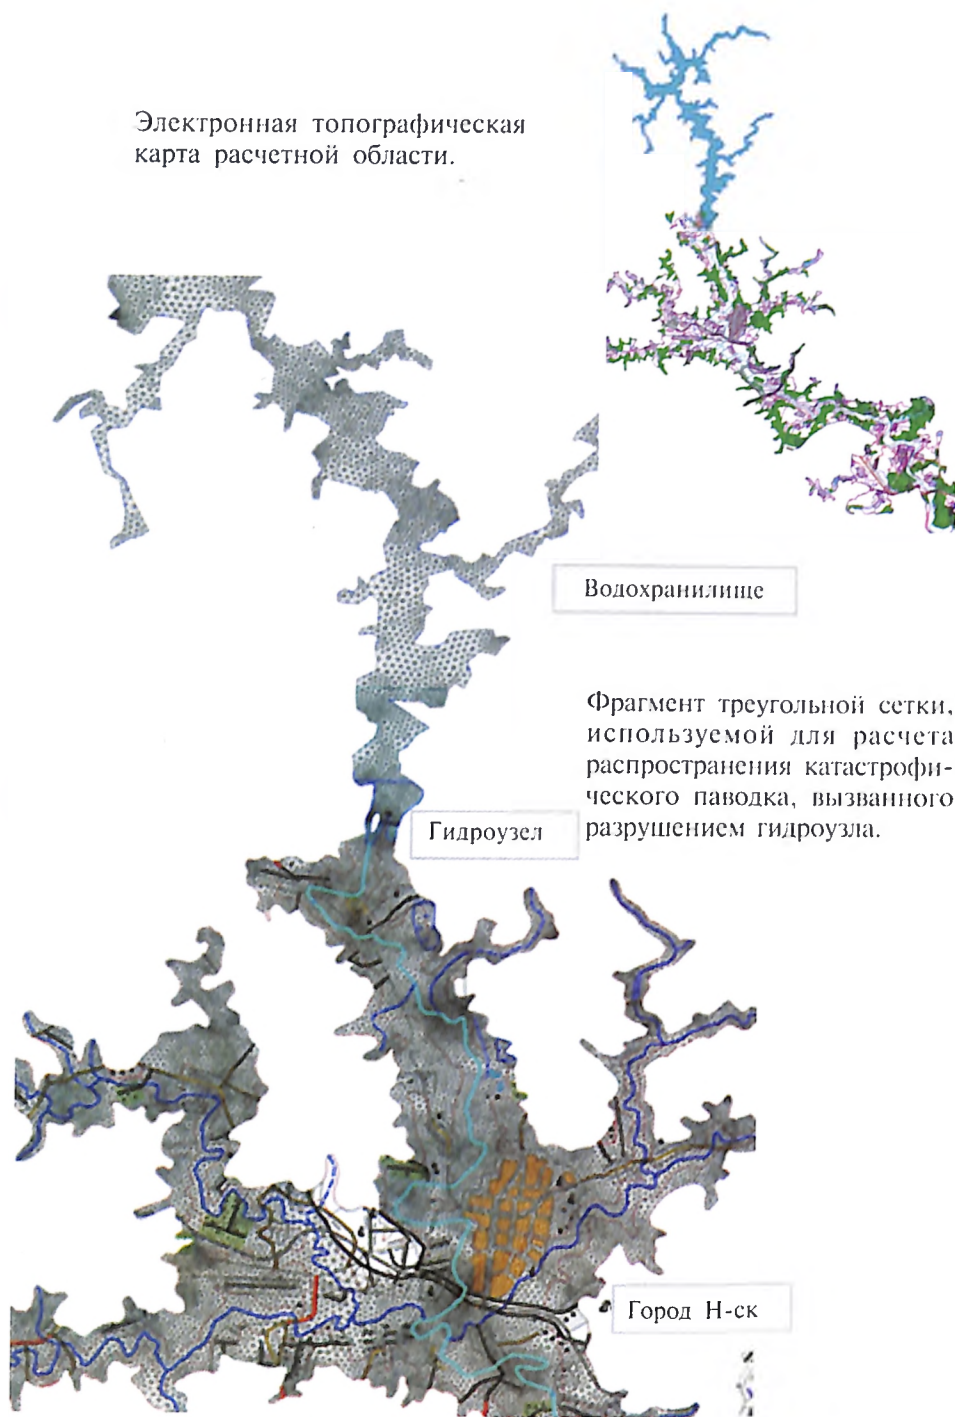 Электронная топографическая
карта расчетной области.
Водохранилище
Фрагмент треугольной сетки,
используемой для расчета
распространения катастрофи-
ческого паводка, вызванного
разрушением гидроузла.
Гидроузел
Город Н-ск